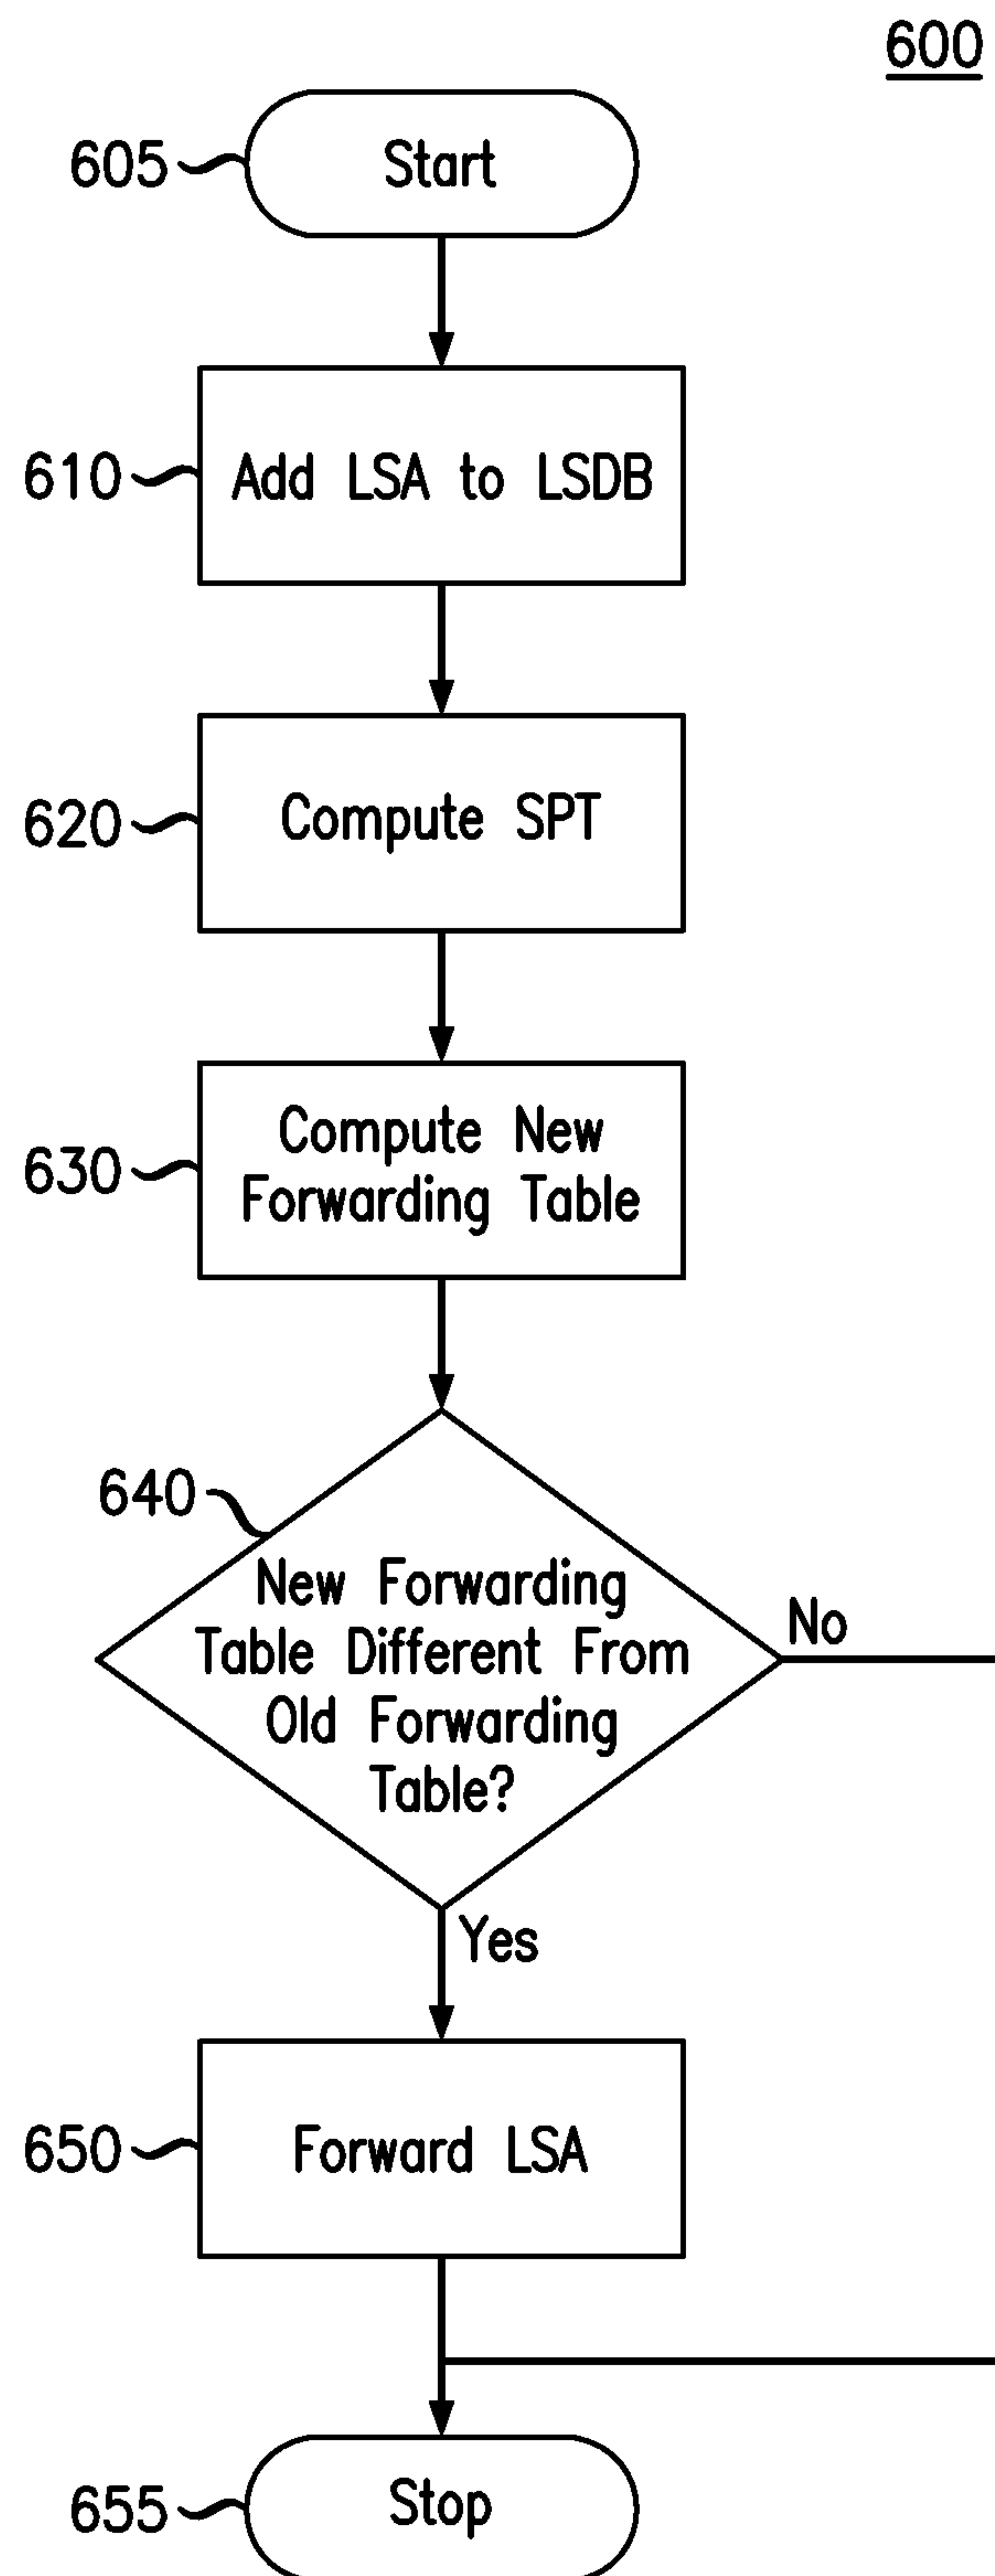 600
605
Start
610
Add LSA to LSDB
620
Compute SPT
630
Compute New
Forwarding Table
640
New Forwarding
Table Different From
Old Forwarding
Table?
No
Yes
650
Forward LSA
655
Stop